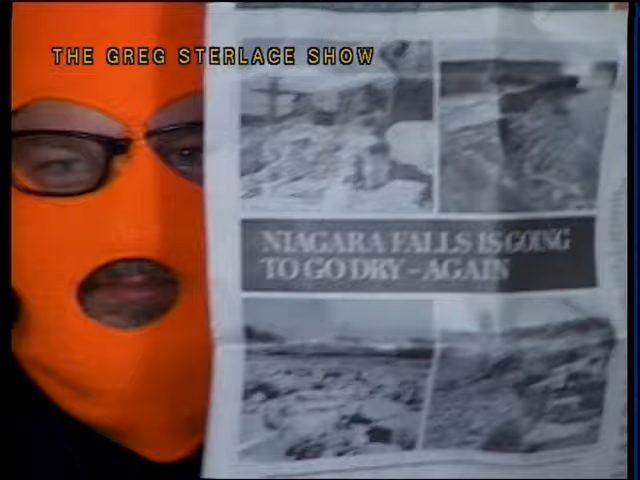 THE GREG STERLACE SHOW
NIAGARA FALLS IS GOING
TO GO DRY - AGAIN